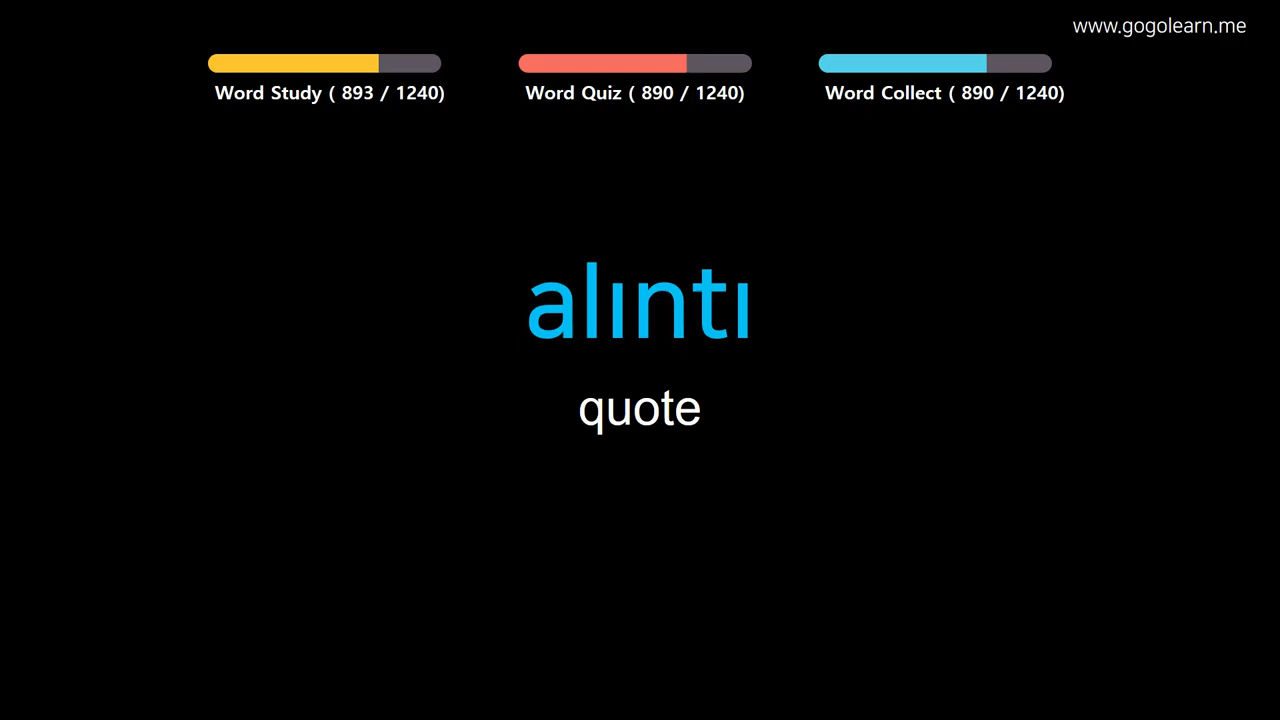 www.gogolearn.me
Word Study ( 893 / 1240)
Word Quiz ( 890 / 1240)
Word Collect ( 890 / 1240)
alıntı
quote